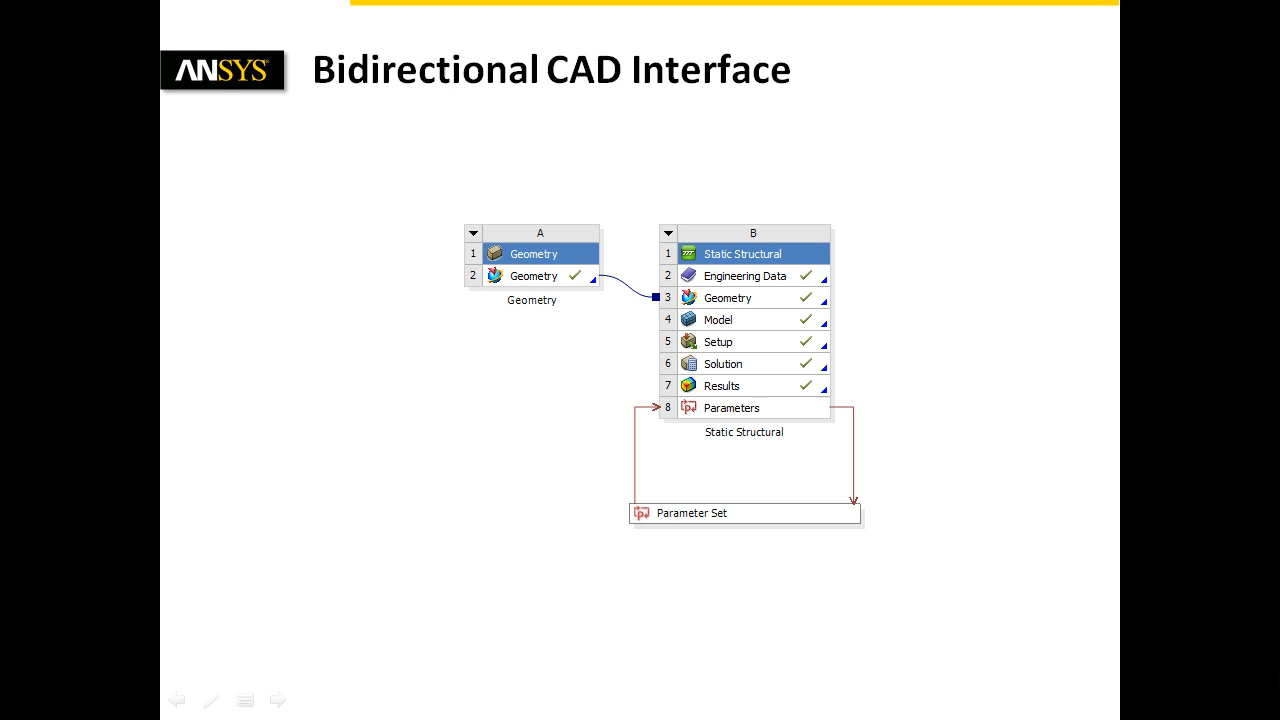 ANSYS
Bidirectional CAD Interface
A
1 Geometry
2 Geometry
Geometry
B
1 Static Structural
2 Engineering Data
3 Geometry
4 Model
5 Setup
6 Solution
7 Results
8 Parameters
Static Structural
Parameter Set